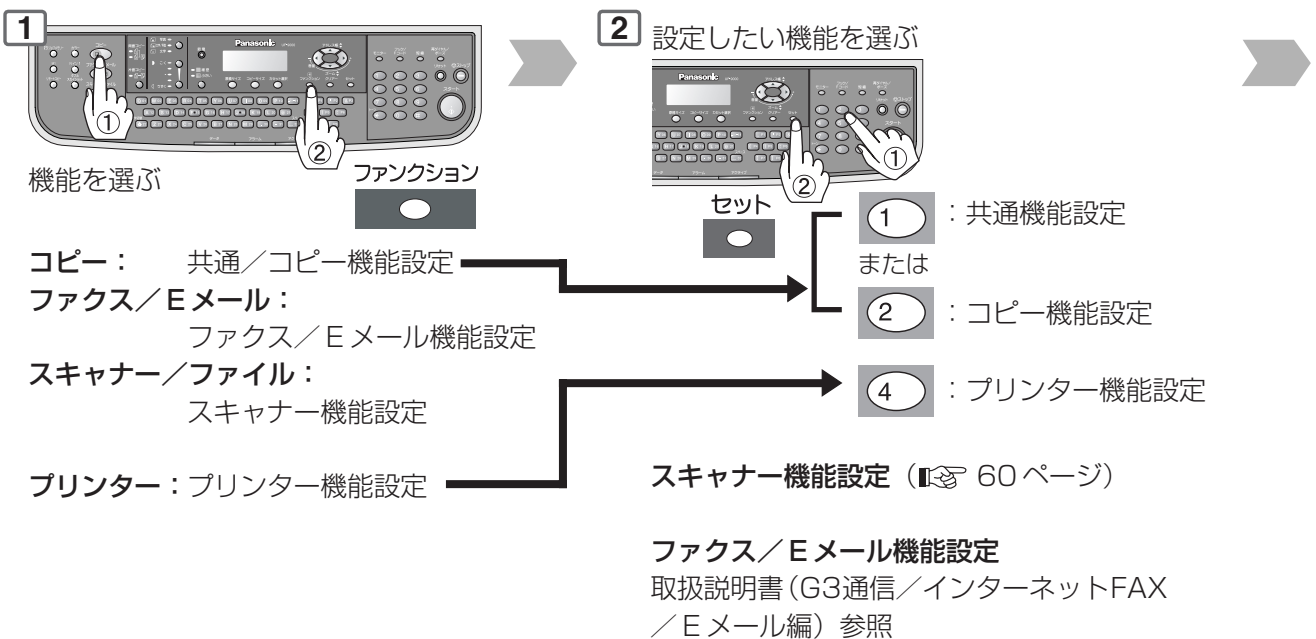 1
Panasonic
①
②
機能を選ぶ
ファンクション
コピー： 共通／コピー機能設定
ファクス／Eメール：
ファクス／Eメール機能設定
スキャナー／ファイル：
スキャナー機能設定
プリンター：プリンター機能設定
2 設定したい機能を選ぶ
Panasonic
①
②
セット
1 ：共通機能設定
または
2 ：コピー機能設定
4 ：プリンター機能設定
スキャナー機能設定（☞ 60ページ）
ファクス／Eメール機能設定
取扱説明書（G3通信／インターネットFAX
／Eメール編）参照